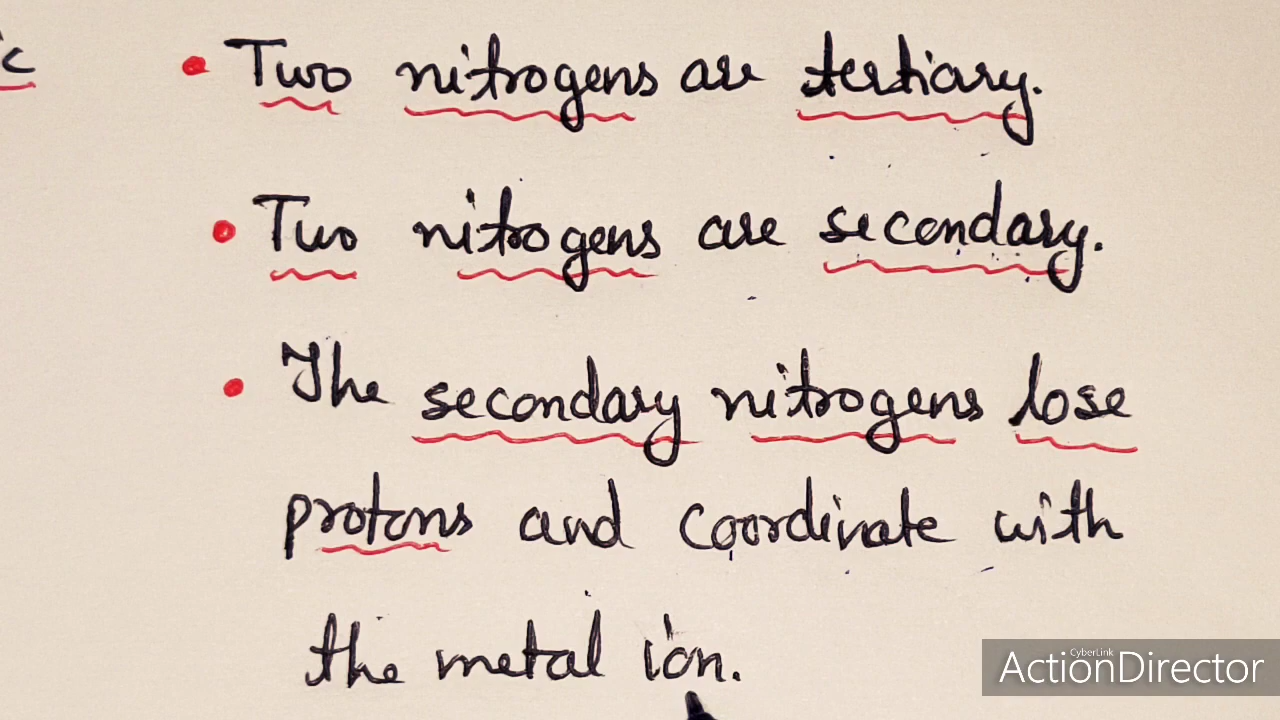 • Two nitrogens are tertiary.
• Two nitrogens are secondary.
• The secondary nitrogens lose
protons and coordinate with
the metal ion.
CyberLink
ActionDirector